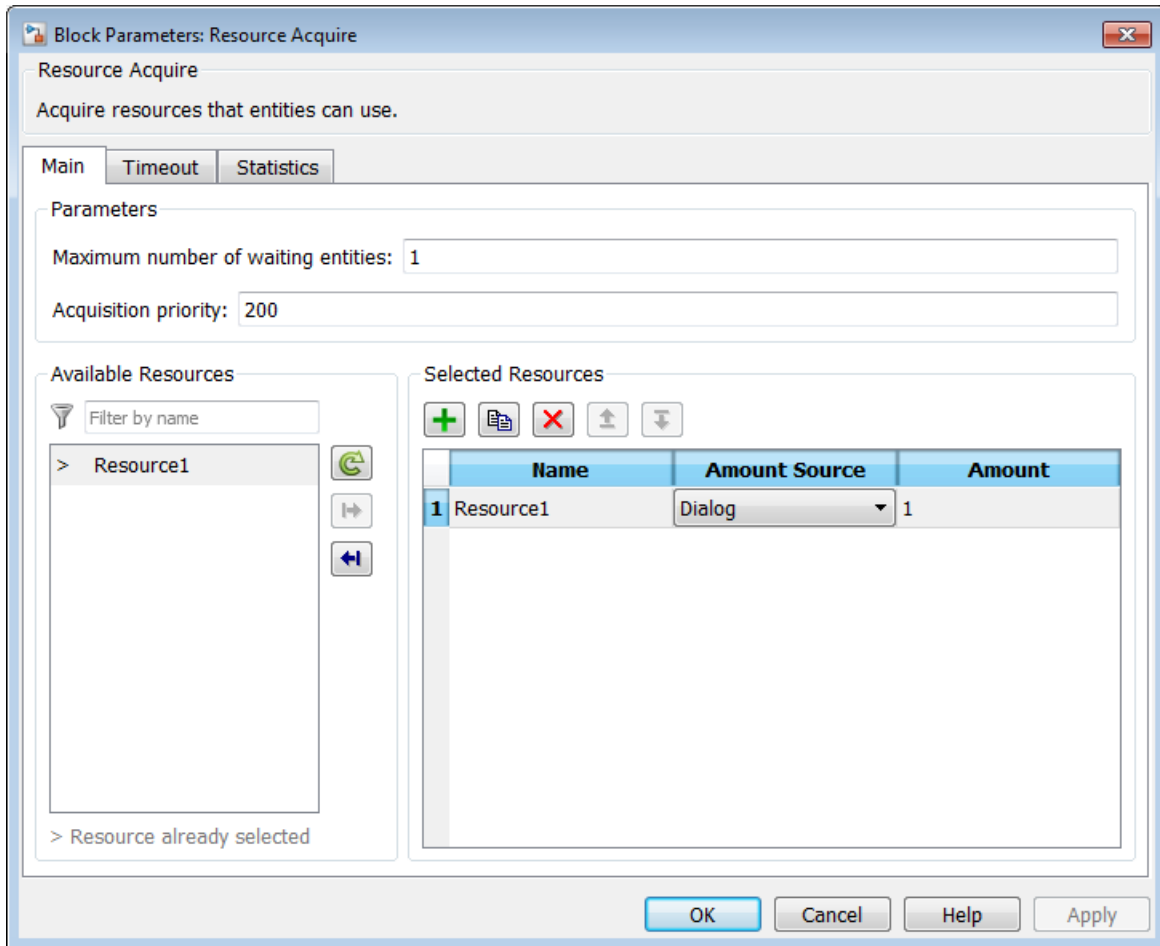 Block Parameters: Resource Acquire
Resource Acquire
Acquire resources that entities can use.
Main Timeout Statistics
Parameters
Maximum number of waiting entities: 1
Acquisition priority: 200
Available Resources
Filter by name
> Resource1
> Resource already selected
Selected Resources
Name Amount Source Amount
1 Resource1 Dialog 1
OK Cancel Help Apply